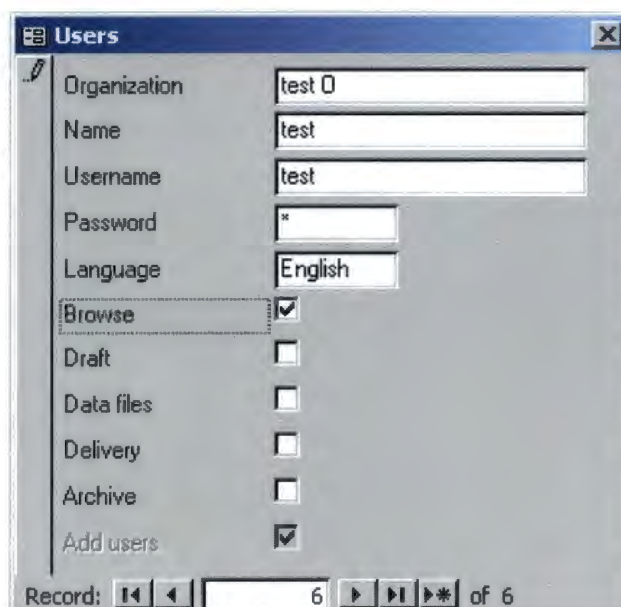 Users
Organization test O
Name test
Username test
Password *
Language English
Browse
Draft
Data files
Delivery
Archive
Add users
Record: 6 of 6